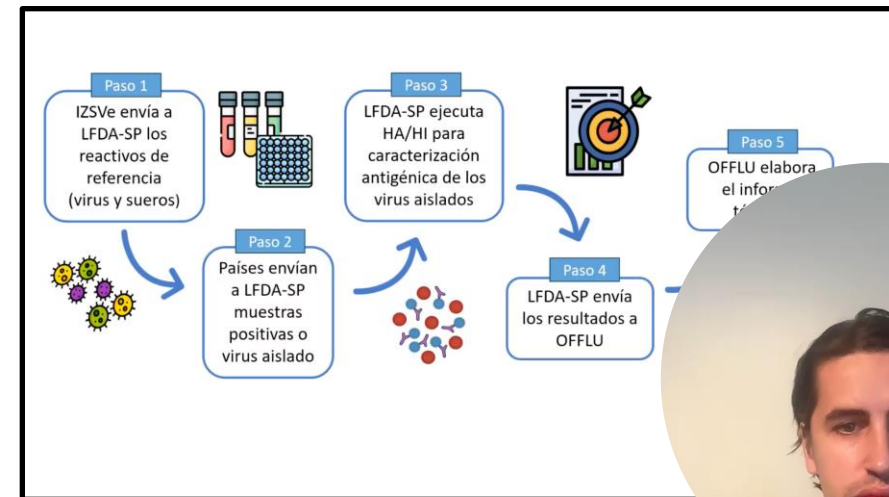 Paso 1
IZSVe envía a
LFDA-SP los
reactivos de
referencia
(virus y sueros)
Paso 2
Países envían
a LFDA-SP
muestras
positivas o
virus aislado
Paso 3
LFDA-SP ejecuta
HA/HI para
caracterización
antigénica de los
virus aislados
Paso 4
LFDA-SP envía
los resultados a
OFFLU
Paso 5
OFFLU elabora
el